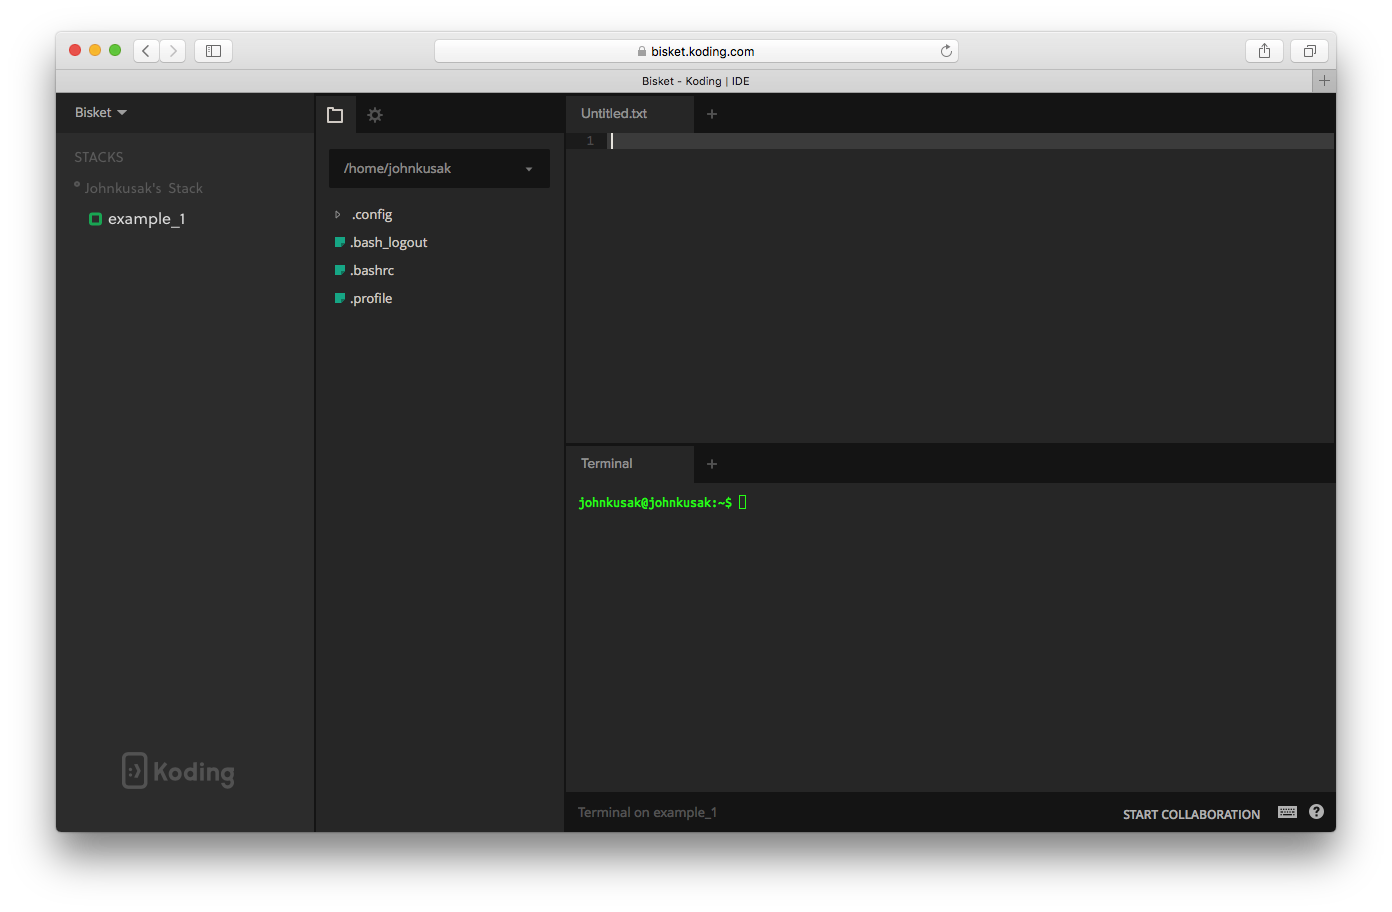 bisket.koding.com
Bisket - Koding | IDE
Bisket
STACKS
Johnkusak's Stack
example_1
/home/johnkusak
.config
.bash_logout
.bashrc
.profile
Untitled.txt
1
Terminal
johnkusak@johnkusak:~$
:) Koding
Terminal on example_1
START COLLABORATION
?